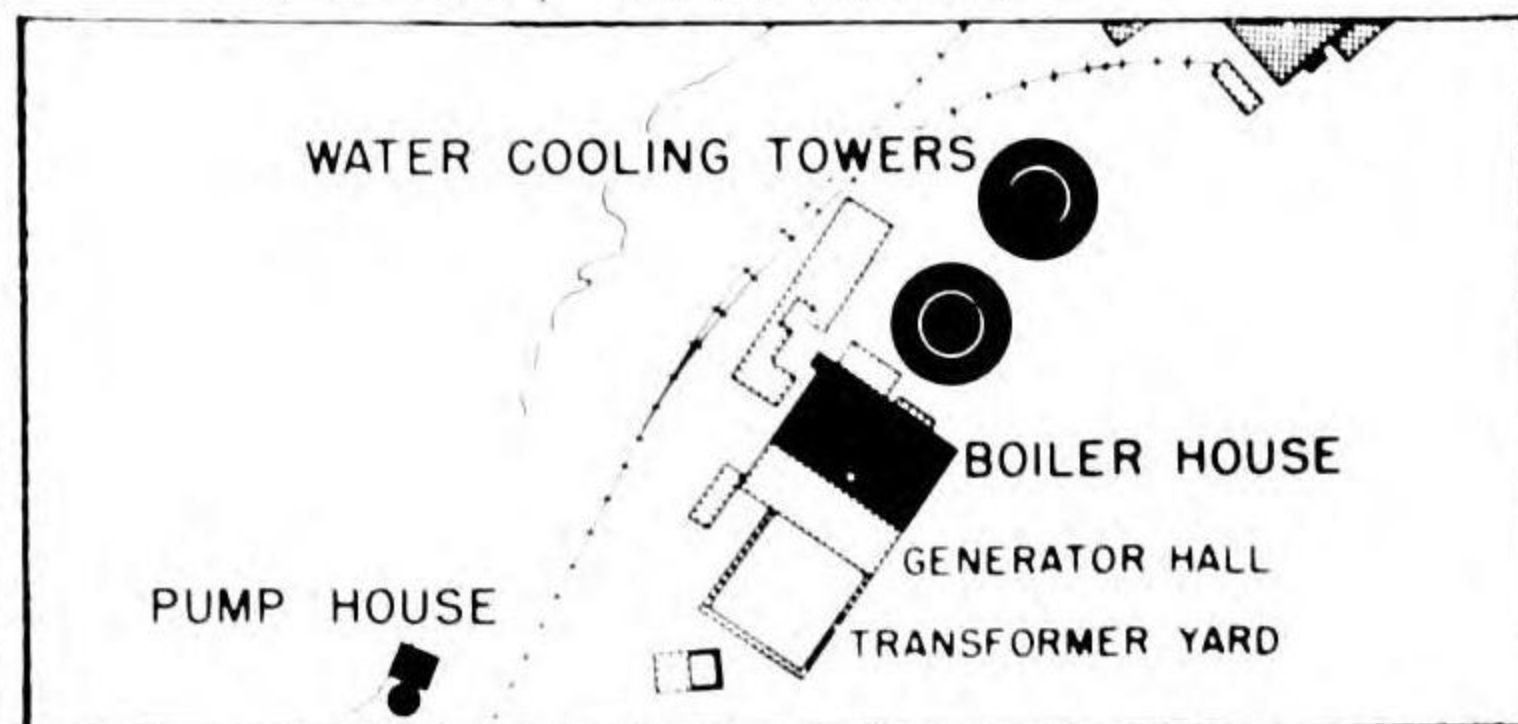 WATER COOLING TOWERS
BOILER HOUSE
GENERATOR HALL
PUMP HOUSE
TRANSFORMER YARD